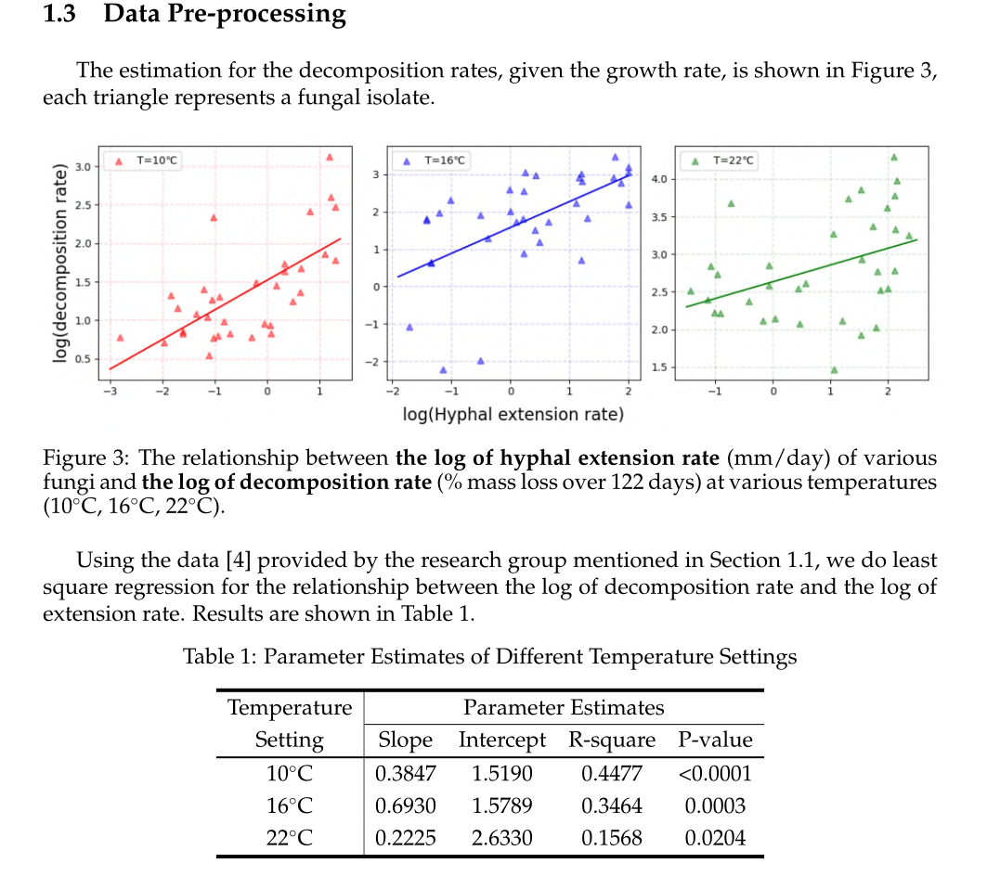 1.3 Data Pre-processing
The estimation for the decomposition rates, given the growth rate, is shown in Figure 3,
each triangle represents a fungal isolate.
log(decomposition rate)
T=10℃
3.0
2.5
2.0
1.5
1.0
0.5
−3 −2 −1 0 1
T=16℃
3
2
1
0
−1
−2
−2 −1 0 1 2
T=22℃
4.0
3.5
3.0
2.5
2.0
1.5
−1 0 1 2
log(Hyphal extension rate)
Figure 3: The relationship between the log of hyphal extension rate (mm/day) of various
fungi and the log of decomposition rate (% mass loss over 122 days) at various temperatures
(10°C, 16°C, 22°C).
Using the data [4] provided by the research group mentioned in Section 1.1, we do least
square regression for the relationship between the log of decomposition rate and the log of
extension rate. Results are shown in Table 1.
Table 1: Parameter Estimates of Different Temperature Settings
Temperature Parameter Estimates
Setting Slope Intercept R-square P-value
10°C 0.3847 1.5190 0.4477 <0.0001
16°C 0.6930 1.5789 0.3464 0.0003
22°C 0.2225 2.6330 0.1568 0.0204